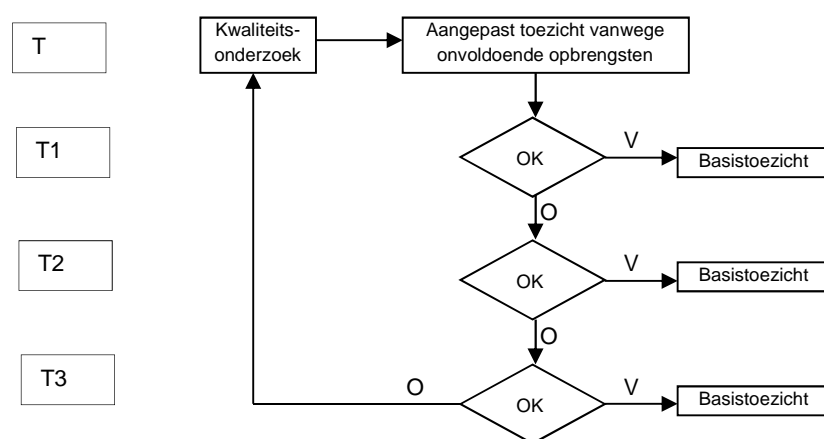 T
Kwaliteits-
onderzoek
Aangepast toezicht vanwege
onvoldoende opbrengsten
T1
OK
V
Basistoezicht
O
T2
OK
V
Basistoezicht
O
T3
O
OK
V
Basistoezicht